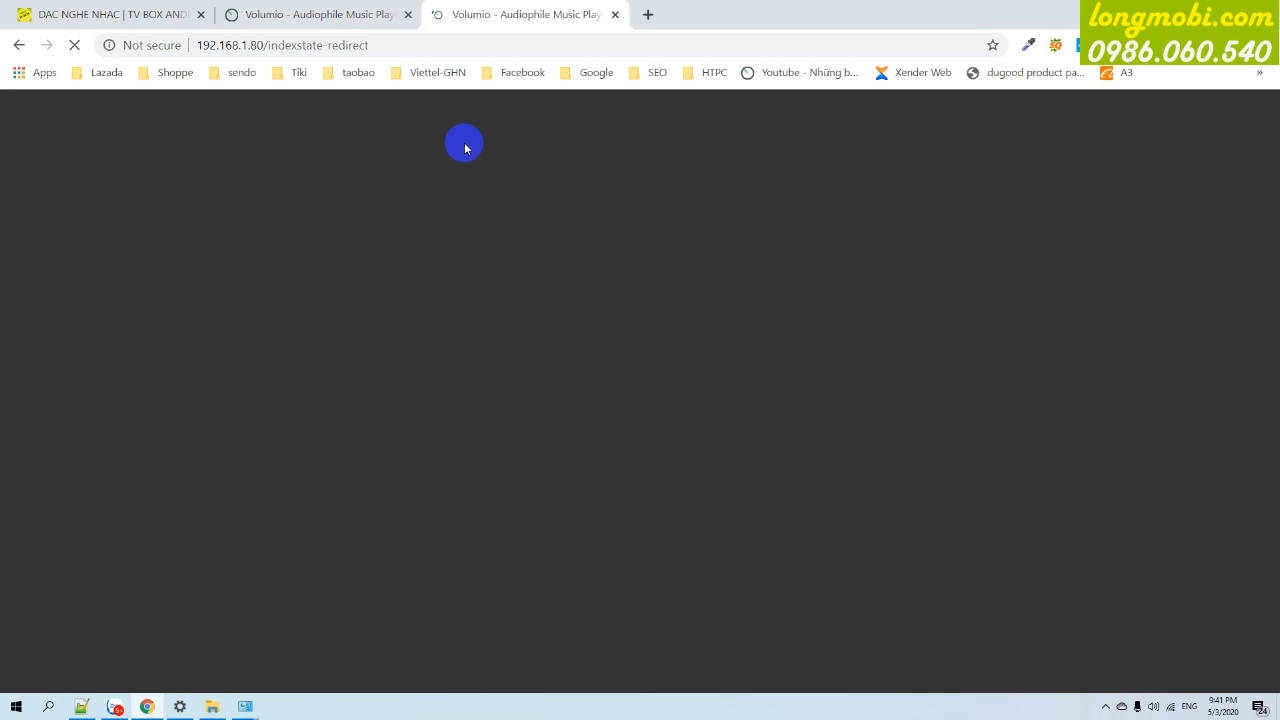 DAC NGHE NHAC | TV BOX AND
Volumio - Audiophile Music Play
Volumio - Audiophile Music Play
longmobi.com
0986.060.540
Not secure
192.168.1.80/indexstate-redirect
Apps
Lazada
Shoppe
sendo
Tiki
taobao
Viettel-GHN
Facebook
Google
SEO
HTPC
Youtube - Những b...
Xender Web
dugood product pa...
A3
»
5+
ENG
9:41 PM
5/3/2020
24